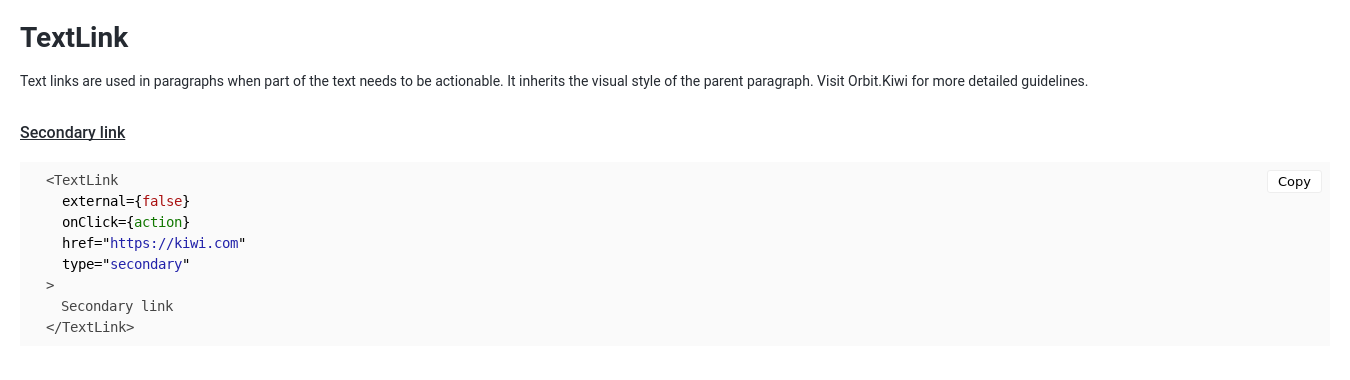 TextLink
Text links are used in paragraphs when part of the text needs to be actionable. It inherits the visual style of the parent paragraph. Visit Orbit.Kiwi for more detailed guidelines.
Secondary link
Copy
<TextLink
  external={false}
  onClick={action}
  href="https://kiwi.com"
  type="secondary"
>
  Secondary link
</TextLink>